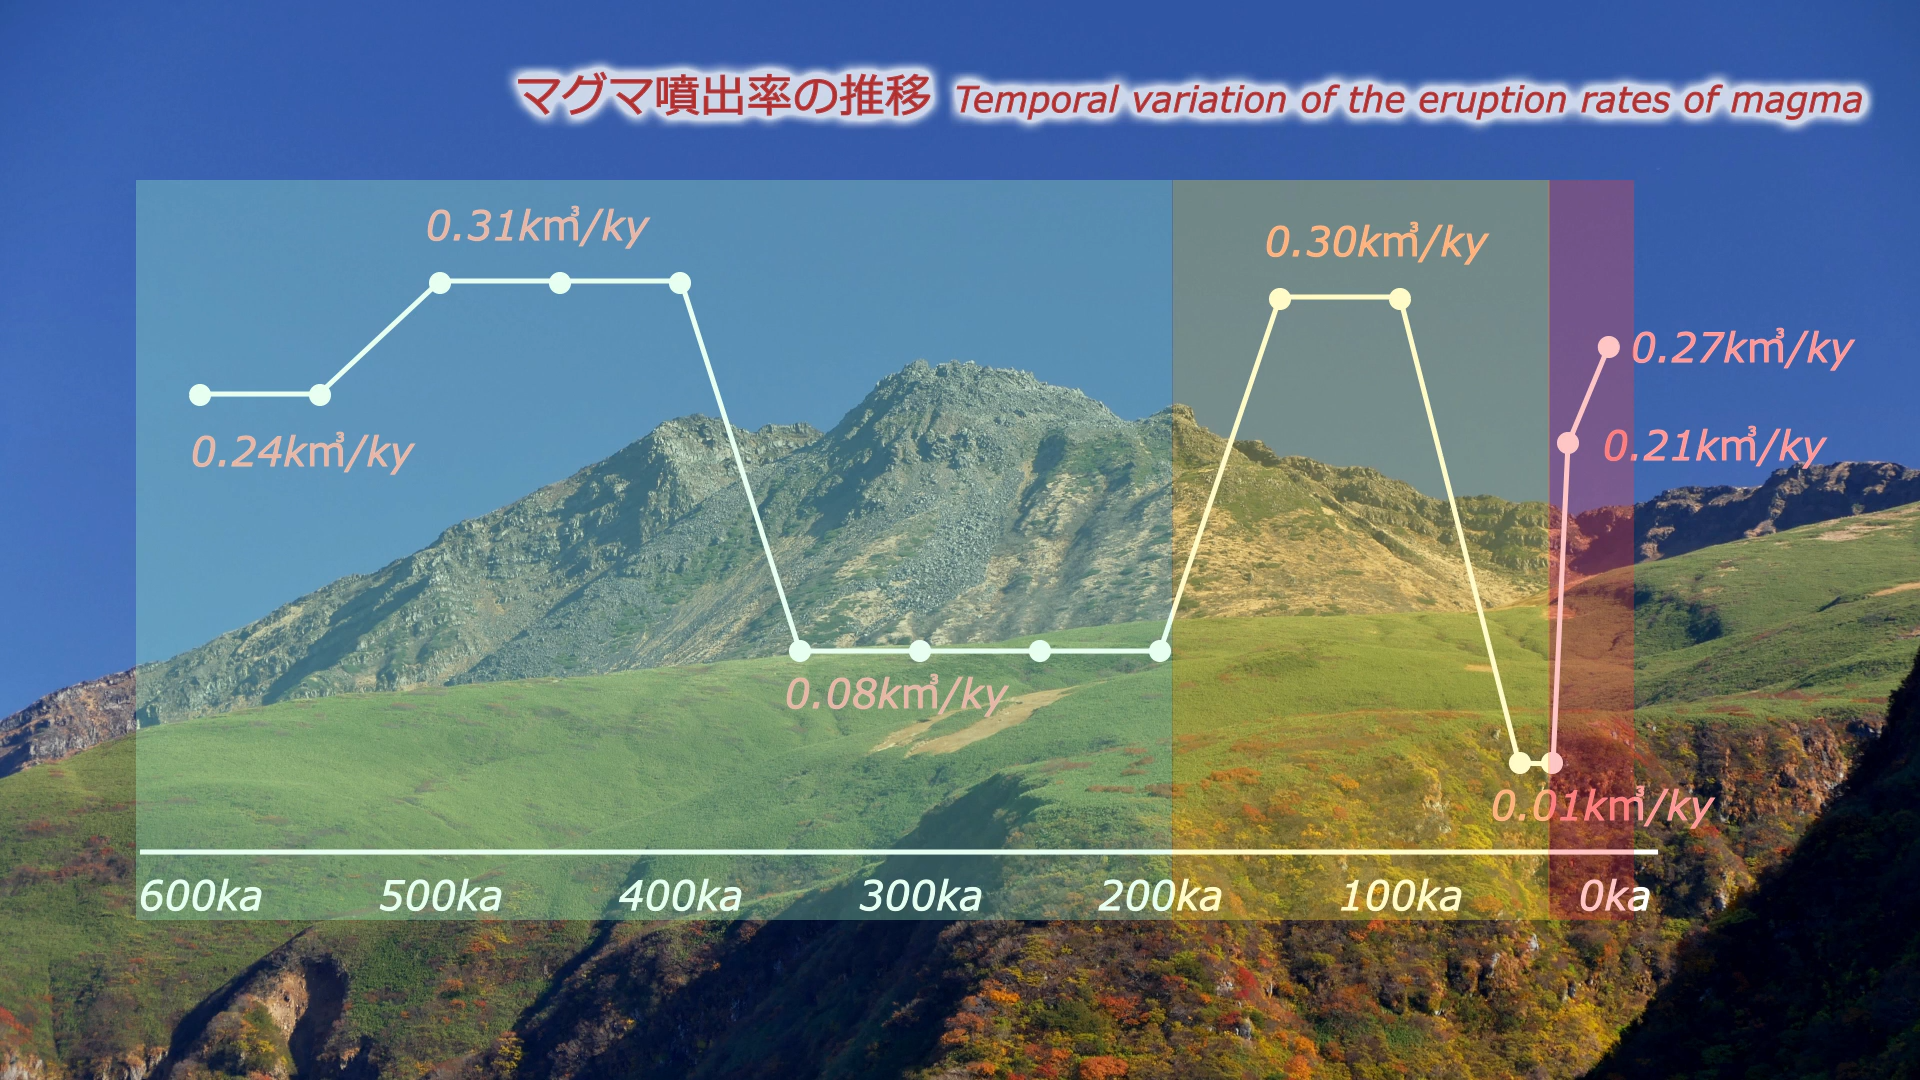 マグマ噴出率の推移 Temporal variation of the eruption rates of magma
0.31k㎥/ky
0.30k㎥/ky
0.27k㎥/ky
0.24k㎥/ky
0.21k㎥/ky
0.08k㎥/ky
0.01k㎥/ky
600ka 500ka 400ka 300ka 200ka 100ka 0ka